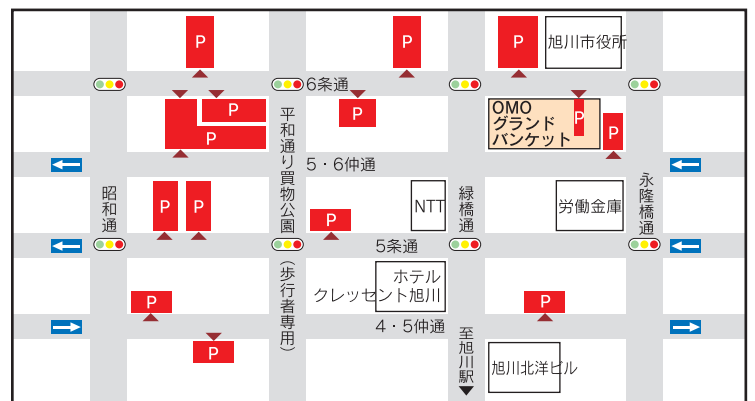 P
P
P
旭川市役所
6条通
P
P
P
OMO
グランド
バンケット
P
P
平和通り買物公園
(歩行者専用)
5・6仲通
昭和通
P
P
P
NTT
緑橋通
労働金庫
永隆橋通
5条通
ホテル
クレッセント旭川
P
P
4・5仲通
至旭川駅
P
旭川北洋ビル